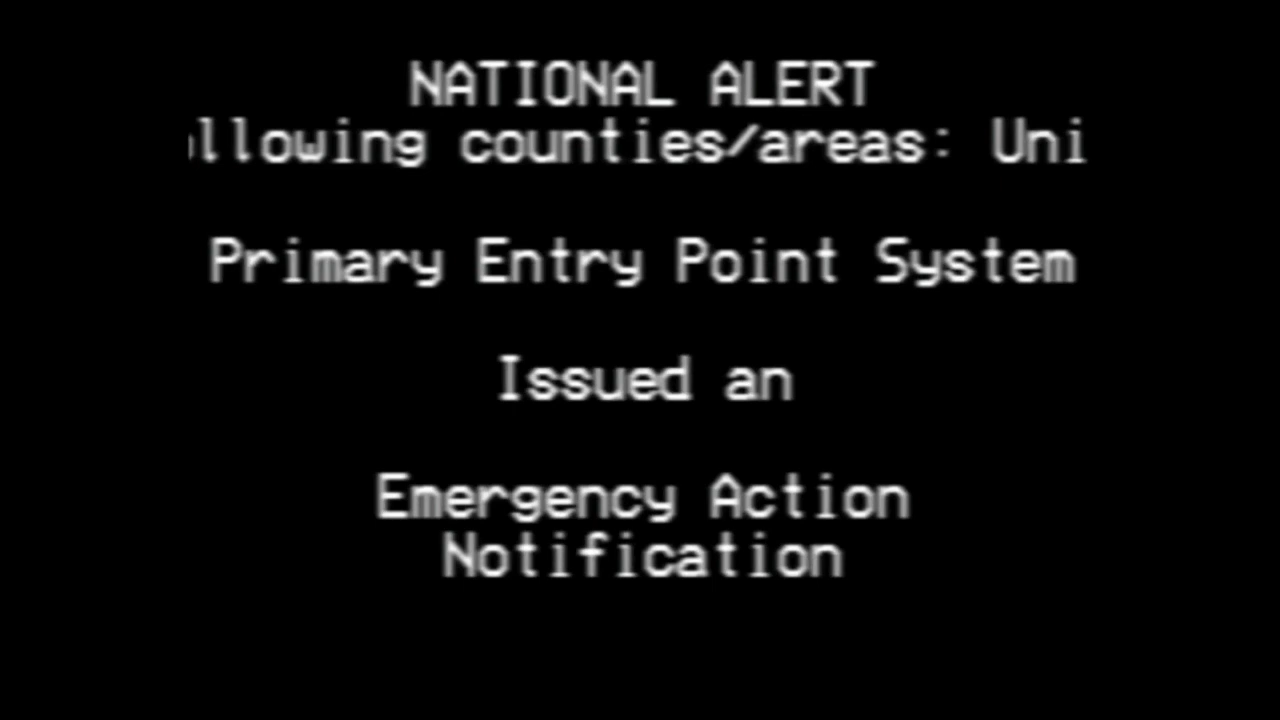 NATIONAL ALERT
llowing counties/areas: Uni
Primary Entry Point System
Issued an
Emergency Action
Notification